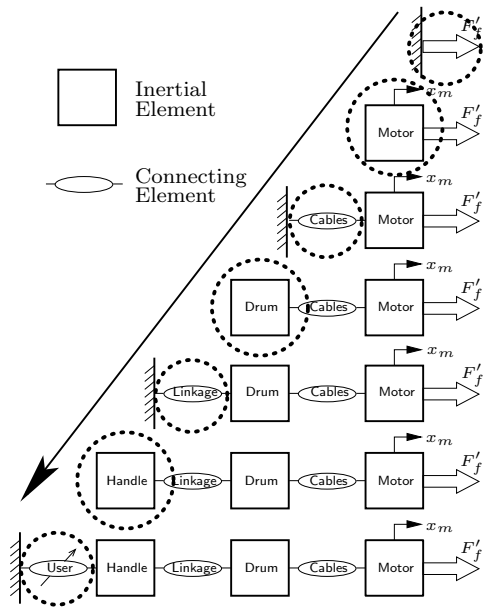 F′f
Inertial
Element
xm
Motor
F′f
Connecting
Element
xm
Cables Motor
F′f
xm
Drum Cables Motor
F′f
xm
Linkage Drum Cables Motor
F′f
xm
Handle Linkage Drum Cables Motor
F′f
xm
User Handle Linkage Drum Cables Motor
F′f